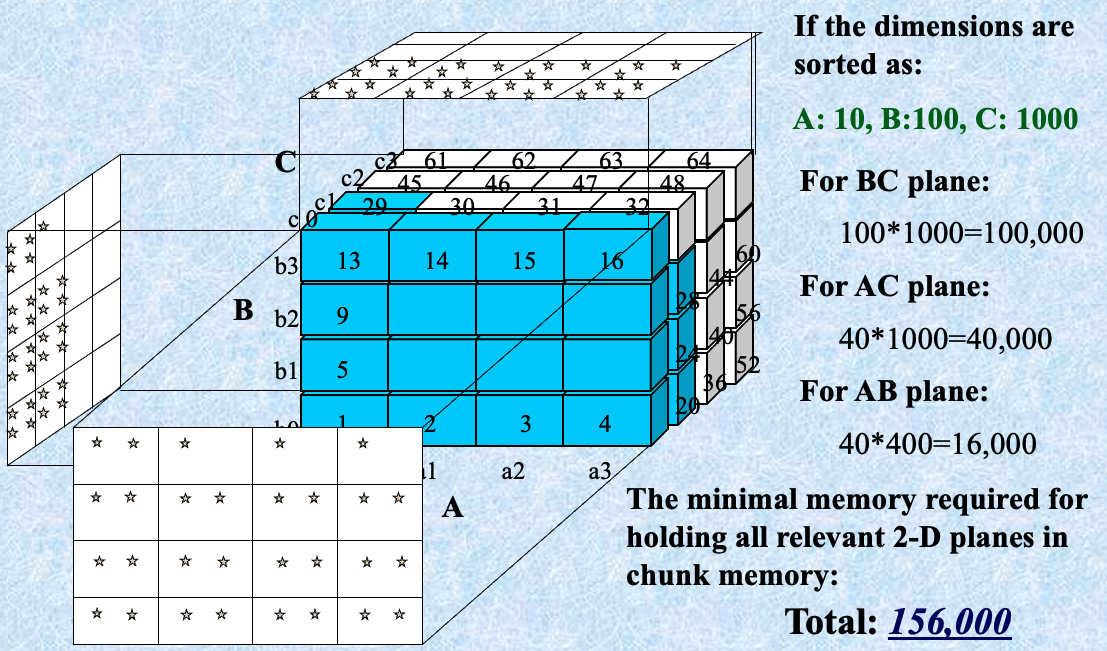 If the dimensions are
sorted as:
A: 10, B:100, C: 1000
For BC plane:
100*1000=100,000
For AC plane:
40*1000=40,000
For AB plane:
40*400=16,000
The minimal memory required for
holding all relevant 2-D planes in
chunk memory:
Total: 156,000
C
c3 61 62 63 64
c2 45 46 47 48
c1 29 30 31 32
c 0
b3 13 14 15 16
60
44
28
B
b2 9
56
40
24
b1 5
52
36
20
b0 1 2 3 4
a1 a2 a3
A